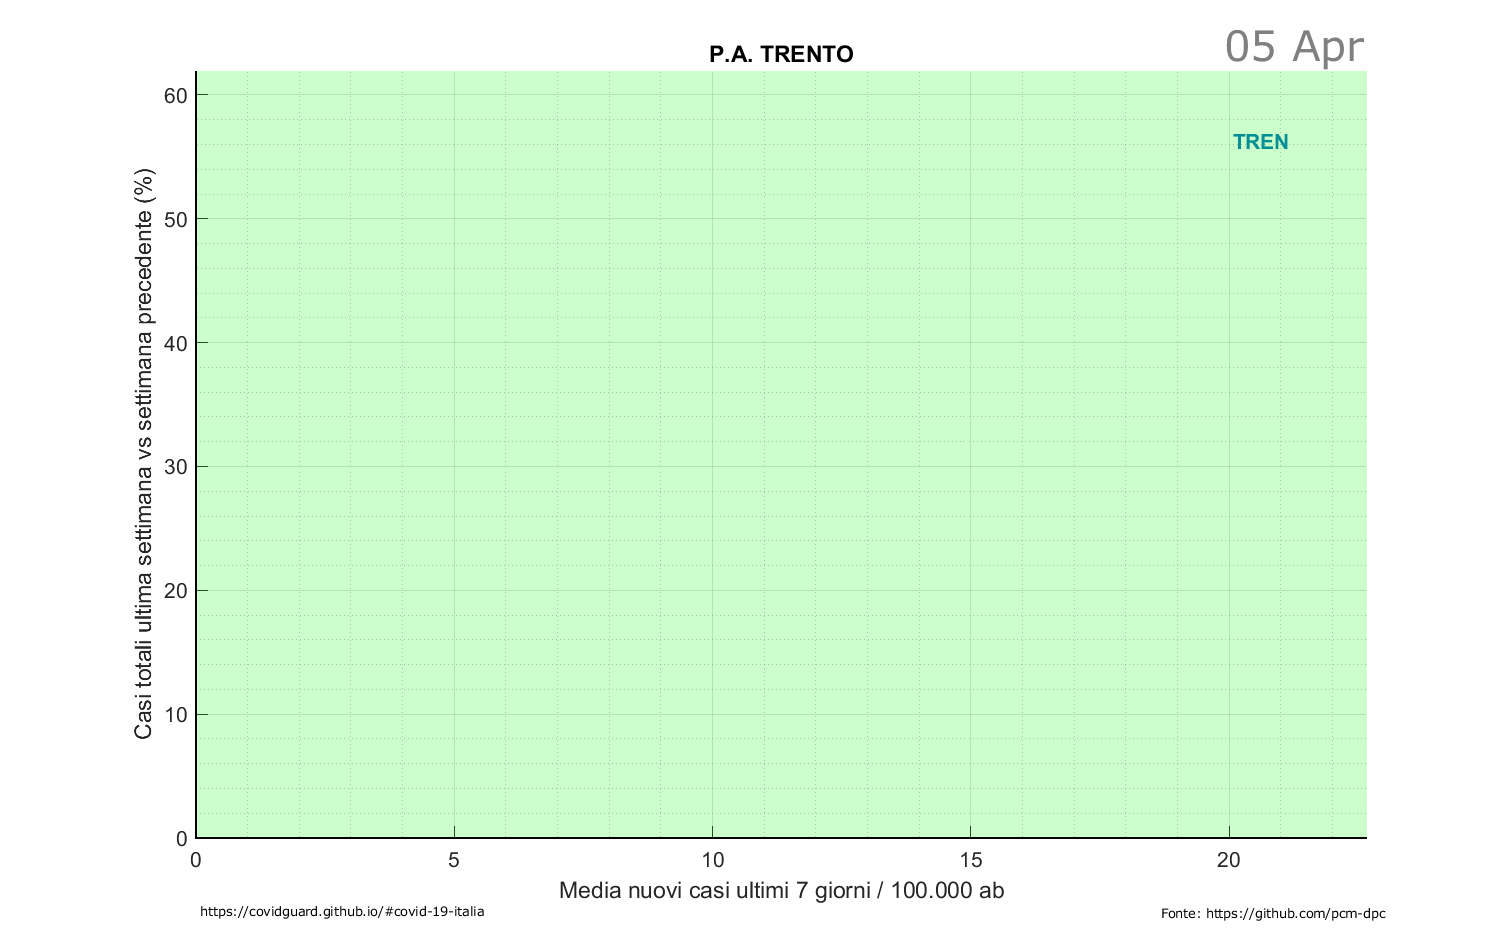 05 Apr
P.A. TRENTO
60
TREN
50
40
30
20
10
0
Casi totali ultima settimana vs settimana precedente (%)
0 5 10 15 20
Media nuovi casi ultimi 7 giorni / 100.000 ab
https://covidguard.github.io/#covid-19-italia
Fonte: https://github.com/pcm-dpc